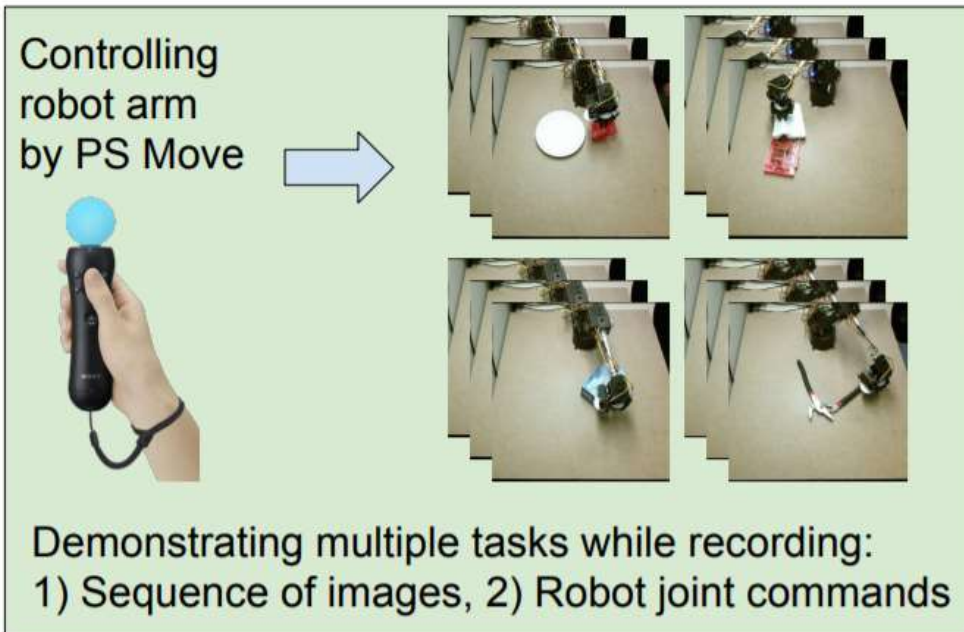 Controlling
robot arm
by PS Move
Demonstrating multiple tasks while recording:
1) Sequence of images, 2) Robot joint commands